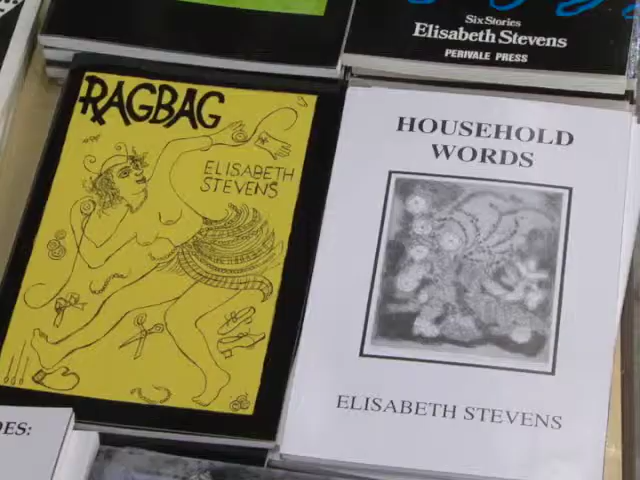 Six Stories
Elisabeth Stevens
PERIVALE PRESS
RAGBAG
ELISABETH
STEVENS
HOUSEHOLD
WORDS
ELISABETH STEVENS
DES: